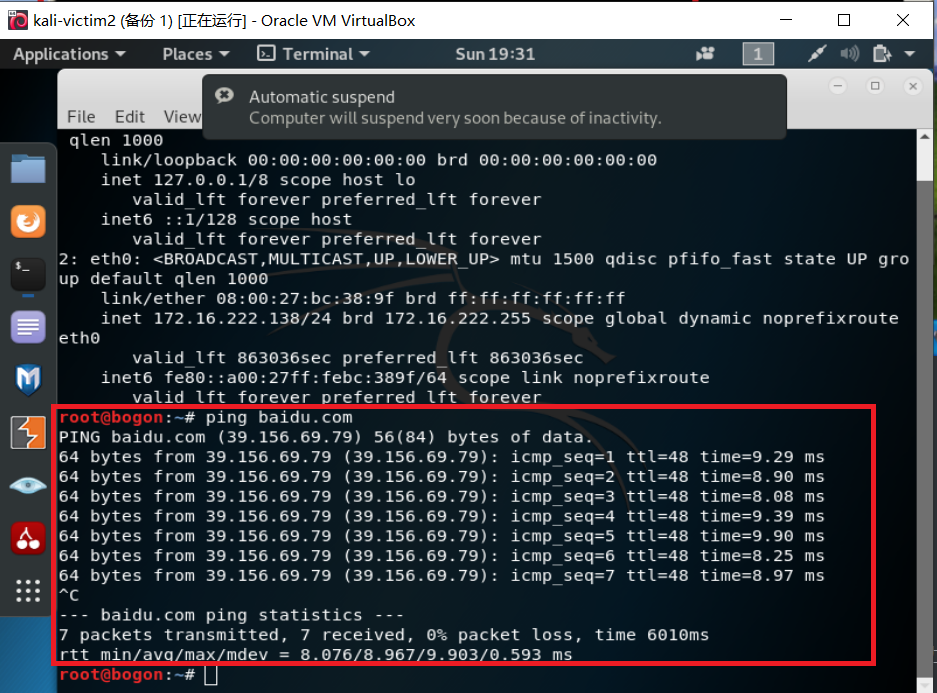 kali-victim2 (备份 1) [正在运行] - Oracle VM VirtualBox
Applications Places Terminal Sun 19:31 1
Automatic suspend
Computer will suspend very soon because of inactivity.
File Edit View
qlen 1000
link/loopback 00:00:00:00:00:00 brd 00:00:00:00:00:00
inet 127.0.0.1/8 scope host lo
valid_lft forever preferred_lft forever
inet6 ::1/128 scope host
valid_lft forever preferred_lft forever
2: eth0: <BROADCAST,MULTICAST,UP,LOWER_UP> mtu 1500 qdisc pfifo_fast state UP gro
up default qlen 1000
link/ether 08:00:27:bc:38:9f brd ff:ff:ff:ff:ff:ff
inet 172.16.222.138/24 brd 172.16.222.255 scope global dynamic noprefixroute
eth0
valid_lft 863036sec preferred_lft 863036sec
inet6 fe80::a00:27ff:febc:389f/64 scope link noprefixroute
valid_lft forever preferred_lft forever
root@bogon:~# ping baidu.com
PING baidu.com (39.156.69.79) 56(84) bytes of data.
64 bytes from 39.156.69.79 (39.156.69.79): icmp_seq=1 ttl=48 time=9.29 ms
64 bytes from 39.156.69.79 (39.156.69.79): icmp_seq=2 ttl=48 time=8.90 ms
64 bytes from 39.156.69.79 (39.156.69.79): icmp_seq=3 ttl=48 time=8.08 ms
64 bytes from 39.156.69.79 (39.156.69.79): icmp_seq=4 ttl=48 time=9.39 ms
64 bytes from 39.156.69.79 (39.156.69.79): icmp_seq=5 ttl=48 time=9.90 ms
64 bytes from 39.156.69.79 (39.156.69.79): icmp_seq=6 ttl=48 time=8.25 ms
64 bytes from 39.156.69.79 (39.156.69.79): icmp_seq=7 ttl=48 time=8.97 ms
^C
--- baidu.com ping statistics ---
7 packets transmitted, 7 received, 0% packet loss, time 6010ms
rtt min/avg/max/mdev = 8.076/8.967/9.903/0.593 ms
root@bogon:~#